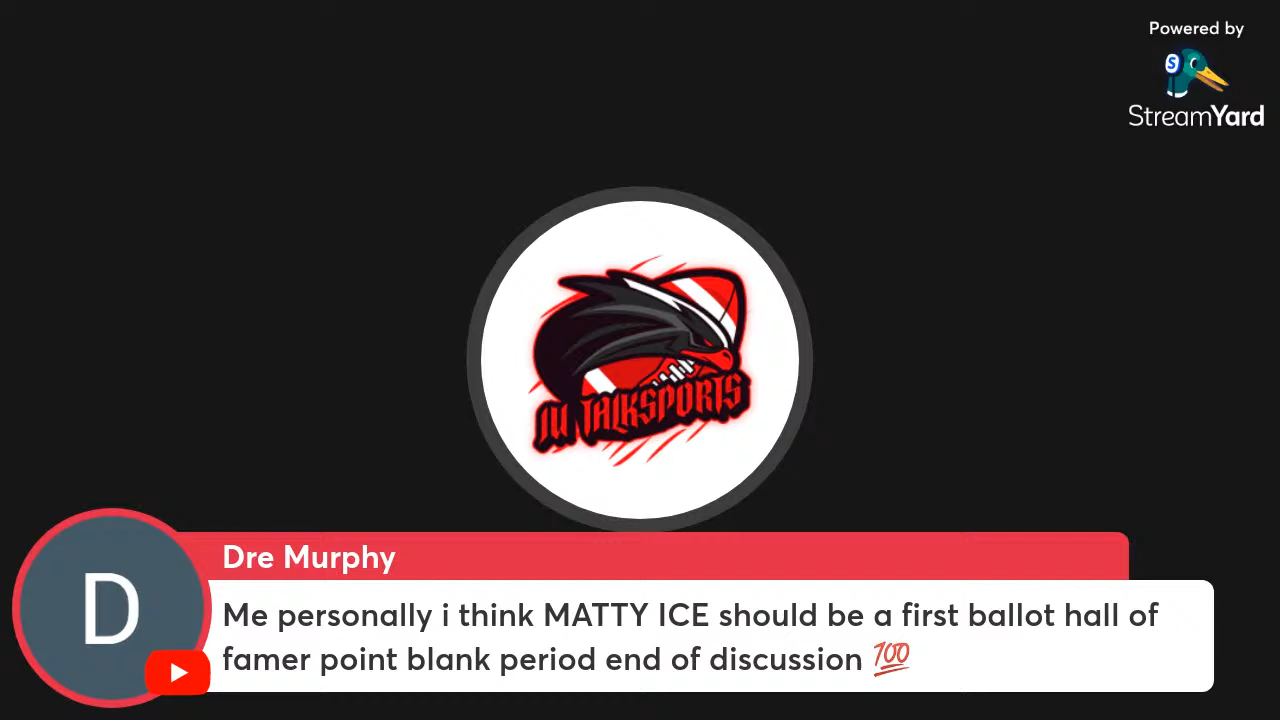 Powered by
S
StreamYard
IU TALKSPORTS
Dre Murphy
D
Me personally i think MATTY ICE should be a first ballot hall of
famer point blank period end of discussion 💯